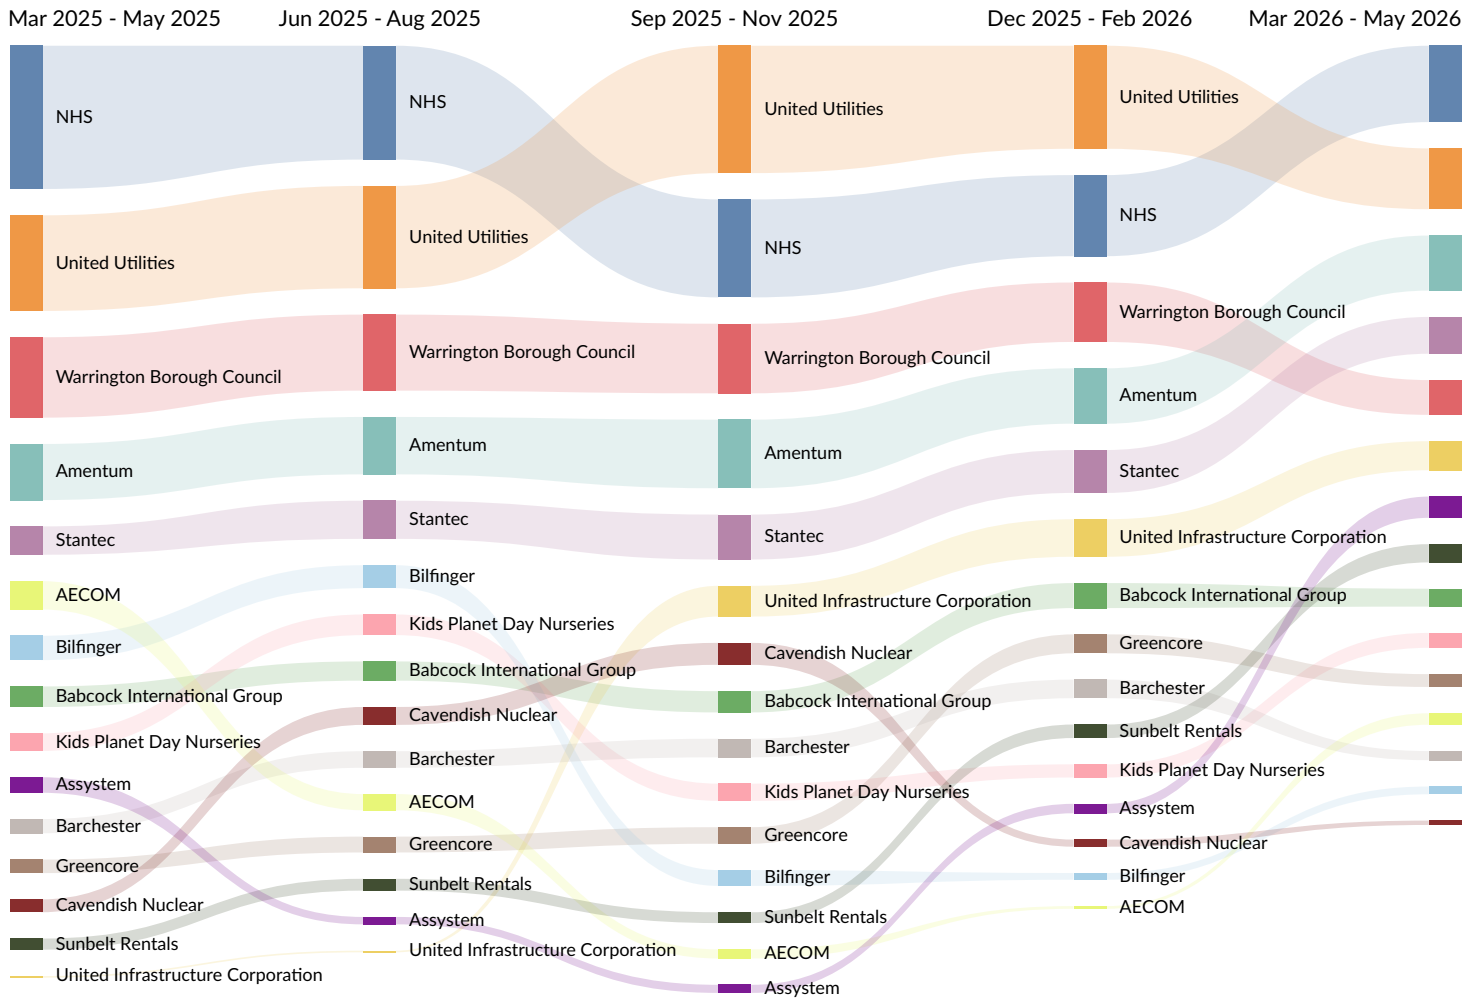 Mar 2025 - May 2025
Jun 2025 - Aug 2025
Sep 2025 - Nov 2025
Dec 2025 - Feb 2026
Mar 2026 - May 2026
NHS
United Utilities
Warrington Borough Council
Amentum
Stantec
AECOM
Bilfinger
Babcock International Group
Kids Planet Day Nurseries
Assystem
Barchester
Greencore
Cavendish Nuclear
Sunbelt Rentals
United Infrastructure Corporation
NHS
United Utilities
Warrington Borough Council
Amentum
Stantec
Bilfinger
Kids Planet Day Nurseries
Babcock International Group
Cavendish Nuclear
Barchester
AECOM
Greencore
Sunbelt Rentals
Assystem
United Infrastructure Corporation
United Utilities
NHS
Warrington Borough Council
Amentum
Stantec
United Infrastructure Corporation
Cavendish Nuclear
Babcock International Group
Barchester
Kids Planet Day Nurseries
Greencore
Bilfinger
Sunbelt Rentals
AECOM
Assystem
United Utilities
NHS
Warrington Borough Council
Amentum
Stantec
United Infrastructure Corporation
Babcock International Group
Greencore
Barchester
Sunbelt Rentals
Kids Planet Day Nurseries
Assystem
Cavendish Nuclear
Bilfinger
AECOM